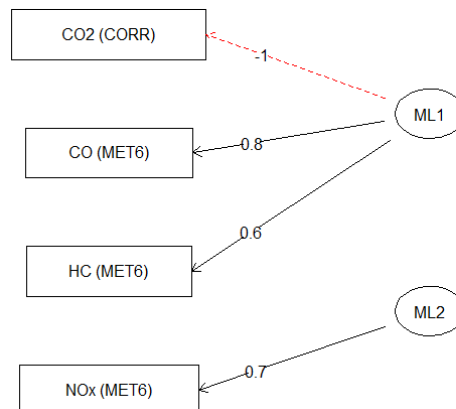 CO2 (CORR)
-1
ML1
CO (MET6)
0.8
0.6
HC (MET6)
ML2
0.7
NOx (MET6)